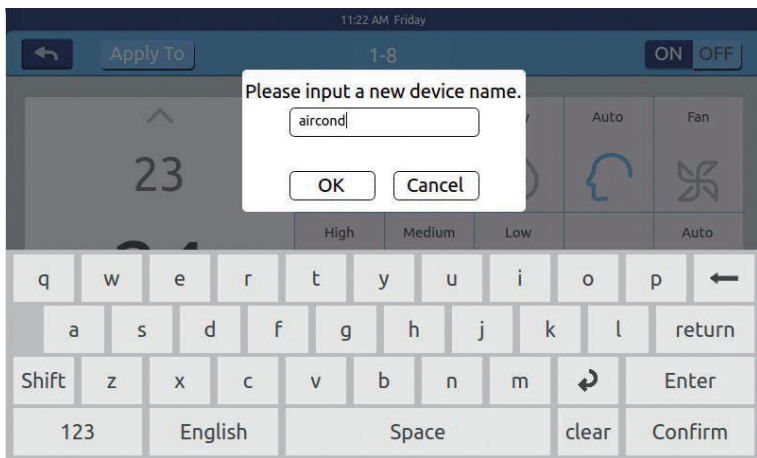 11:22 AM Friday
Apply To
1-8
ON OFF
Please input a new device name.
aircond
OK Cancel
Auto Fan
23
High Medium Low Auto
q w e r t y u i o p
a s d f g h j k l return
Shift z x c v b n m Enter
123 English Space clear Confirm